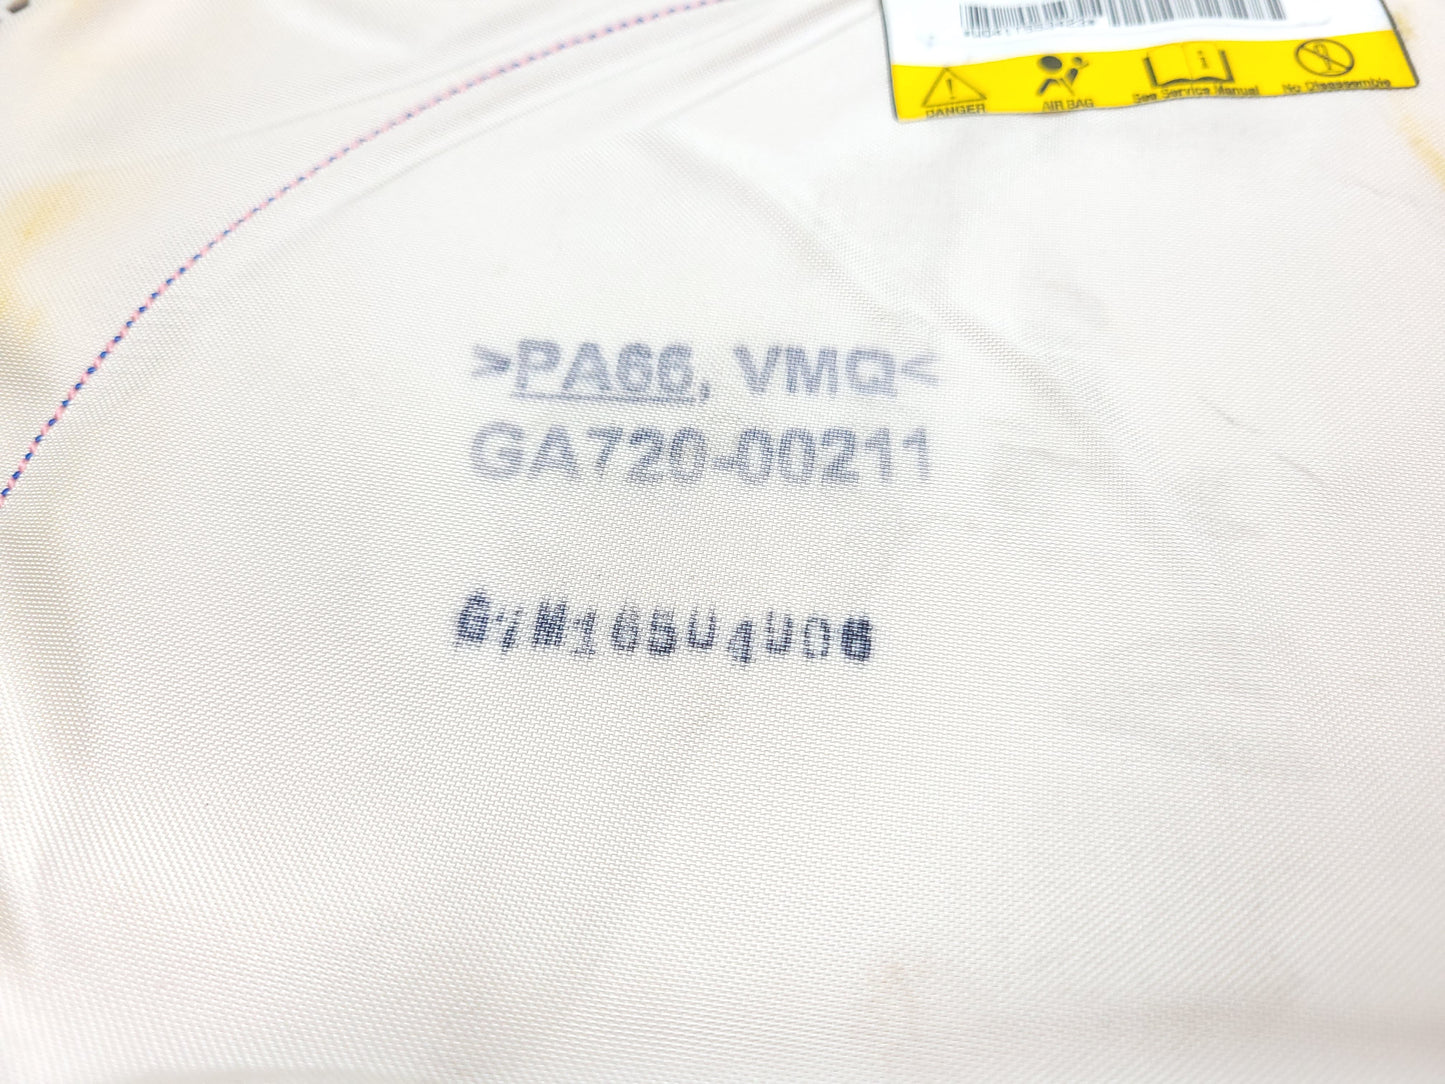 DANGER
AIR BAG
See Service Manual
No Disassemble
>PA66, VMQ<
GA720-00211